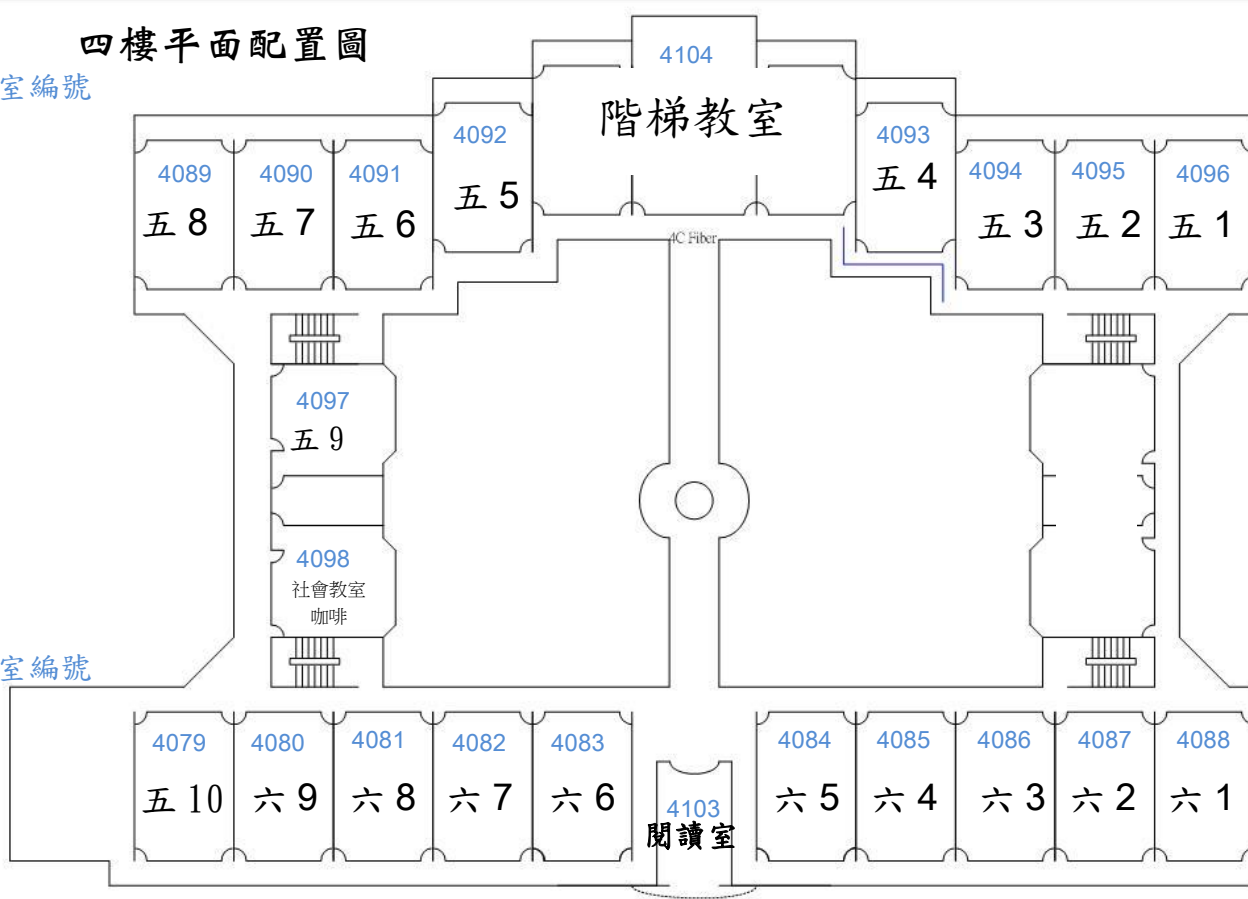 四樓平面配置圖
室編號
4104
階梯教室
4092
五 5
4093
五 4
4089
五 8
4090
五 7
4091
五 6
4094
五 3
4095
五 2
4096
五 1
4C Fiber
4097
五 9
4098
社會教室
咖啡
室編號
4079
五 10
4080
六 9
4081
六 8
4082
六 7
4083
六 6
4103
閱讀室
4084
六 5
4085
六 4
4086
六 3
4087
六 2
4088
六 1